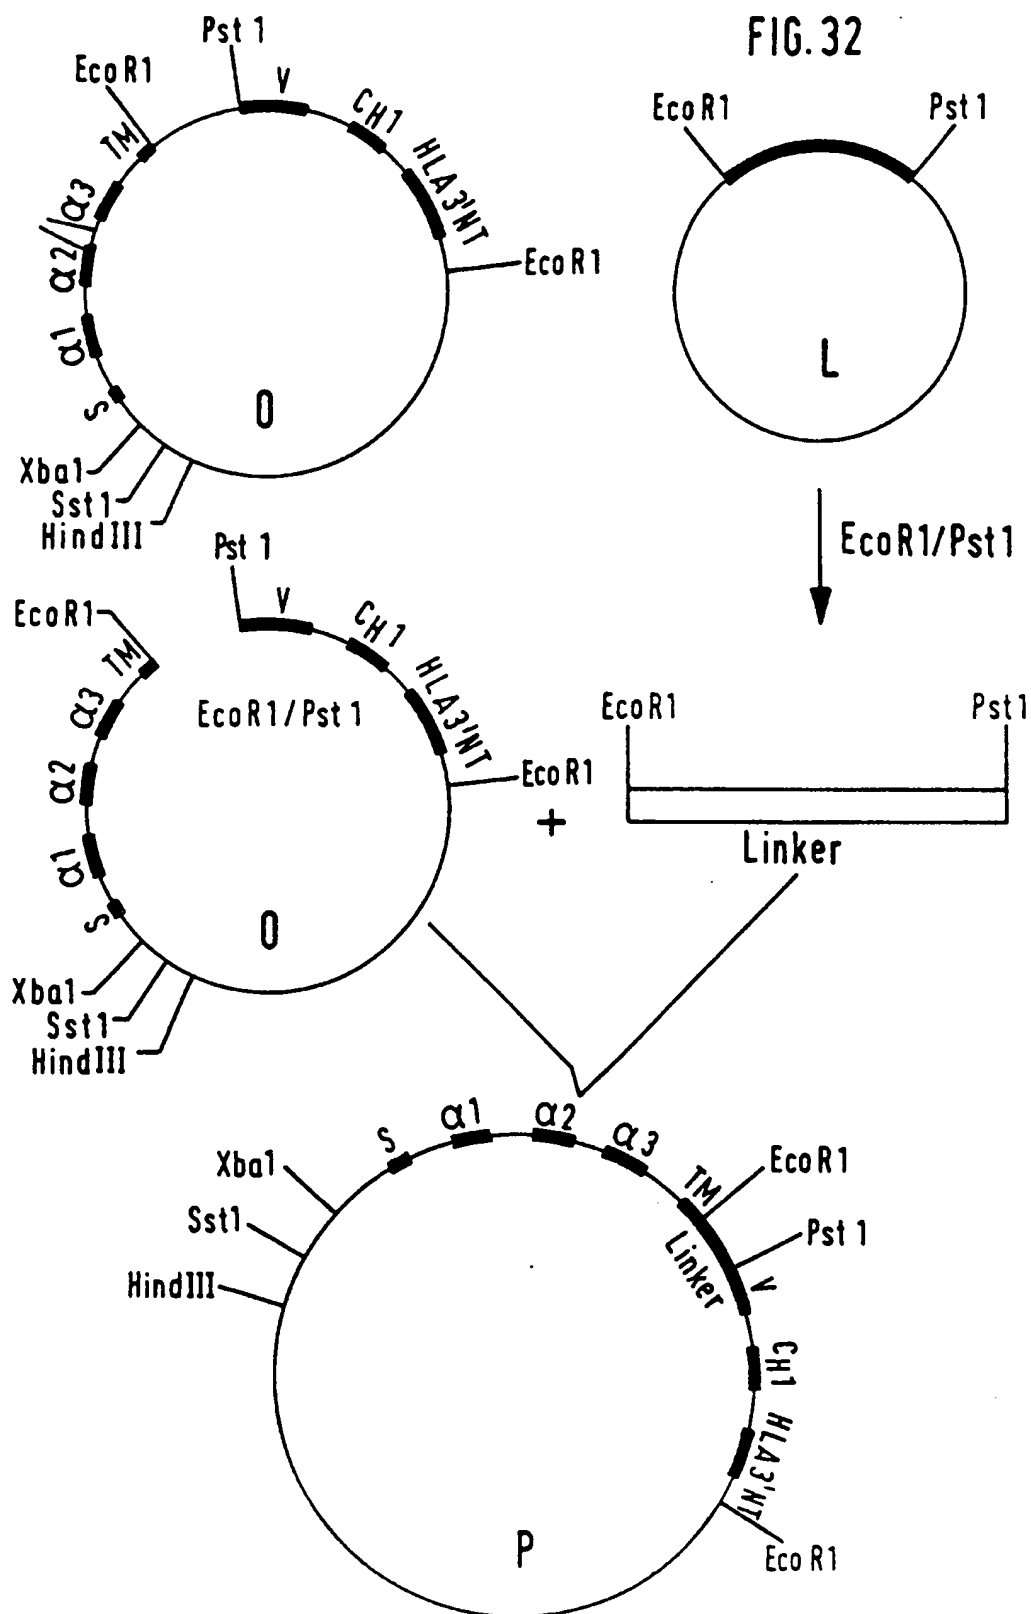 FIG. 32
Pst 1
EcoR1
V
CH1
HLA3'NT
TM
α3
α2
α1
S
EcoR1
Xba1
Sst1
HindIII
O
EcoR1
Pst 1
L
EcoR1/Pst1
Pst 1
EcoR1
V
CH1
HLA3'NT
TM
α3
α2
α1
S
EcoR1/Pst 1
EcoR1
Xba1
Sst1
HindIII
O
+
EcoR1
Pst1
Linker
S
α1
α2
α3
TM
EcoR1
Pst 1
Linker
V
CH1
HLA3'NT
EcoR1
Xba1
Sst1
HindIII
P